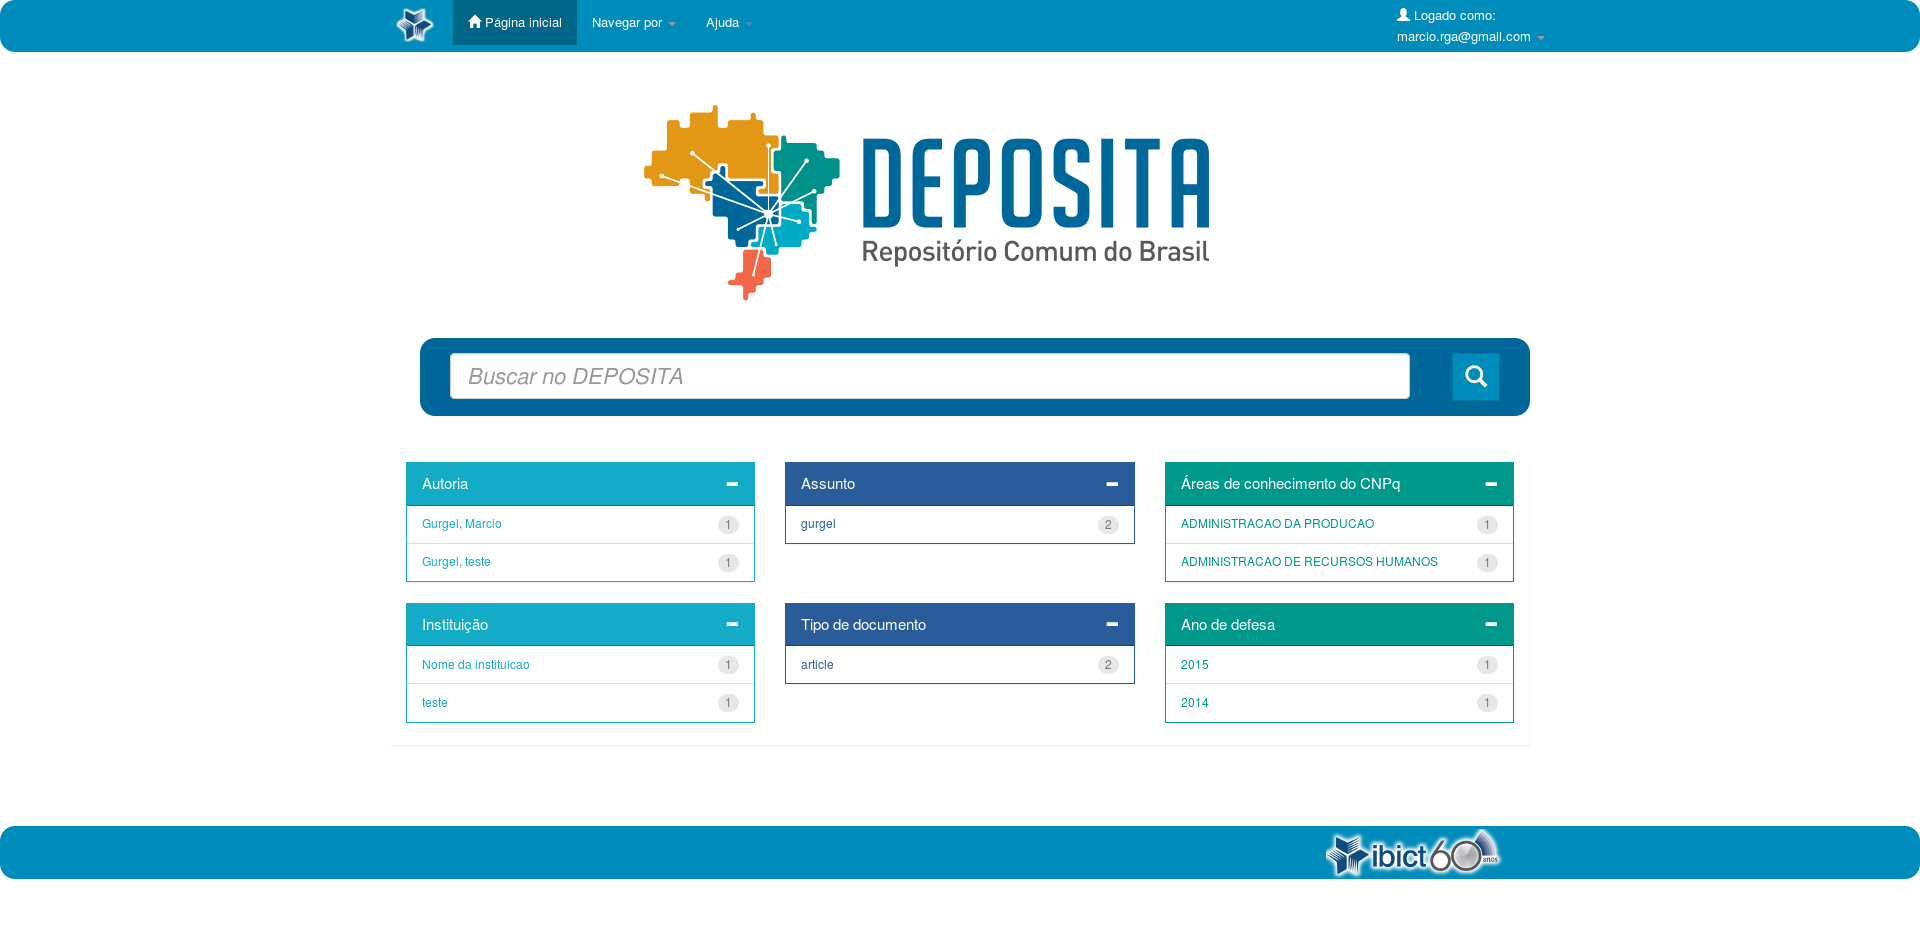 Página inicial
Navegar por
Ajuda
Logado como:
marcio.rga@gmail.com
DEPOSITA
Repositório Comum do Brasil
Buscar no DEPOSITA
Autoria
Gurgel, Marcio 1
Gurgel, teste 1
Assunto
gurgel 2
Áreas de conhecimento do CNPq
ADMINISTRACAO DA PRODUCAO 1
ADMINISTRACAO DE RECURSOS HUMANOS 1
Instituição
Nome da instituicao 1
teste 1
Tipo de documento
article 2
Ano de defesa
2015 1
2014 1
ibict 60 anos